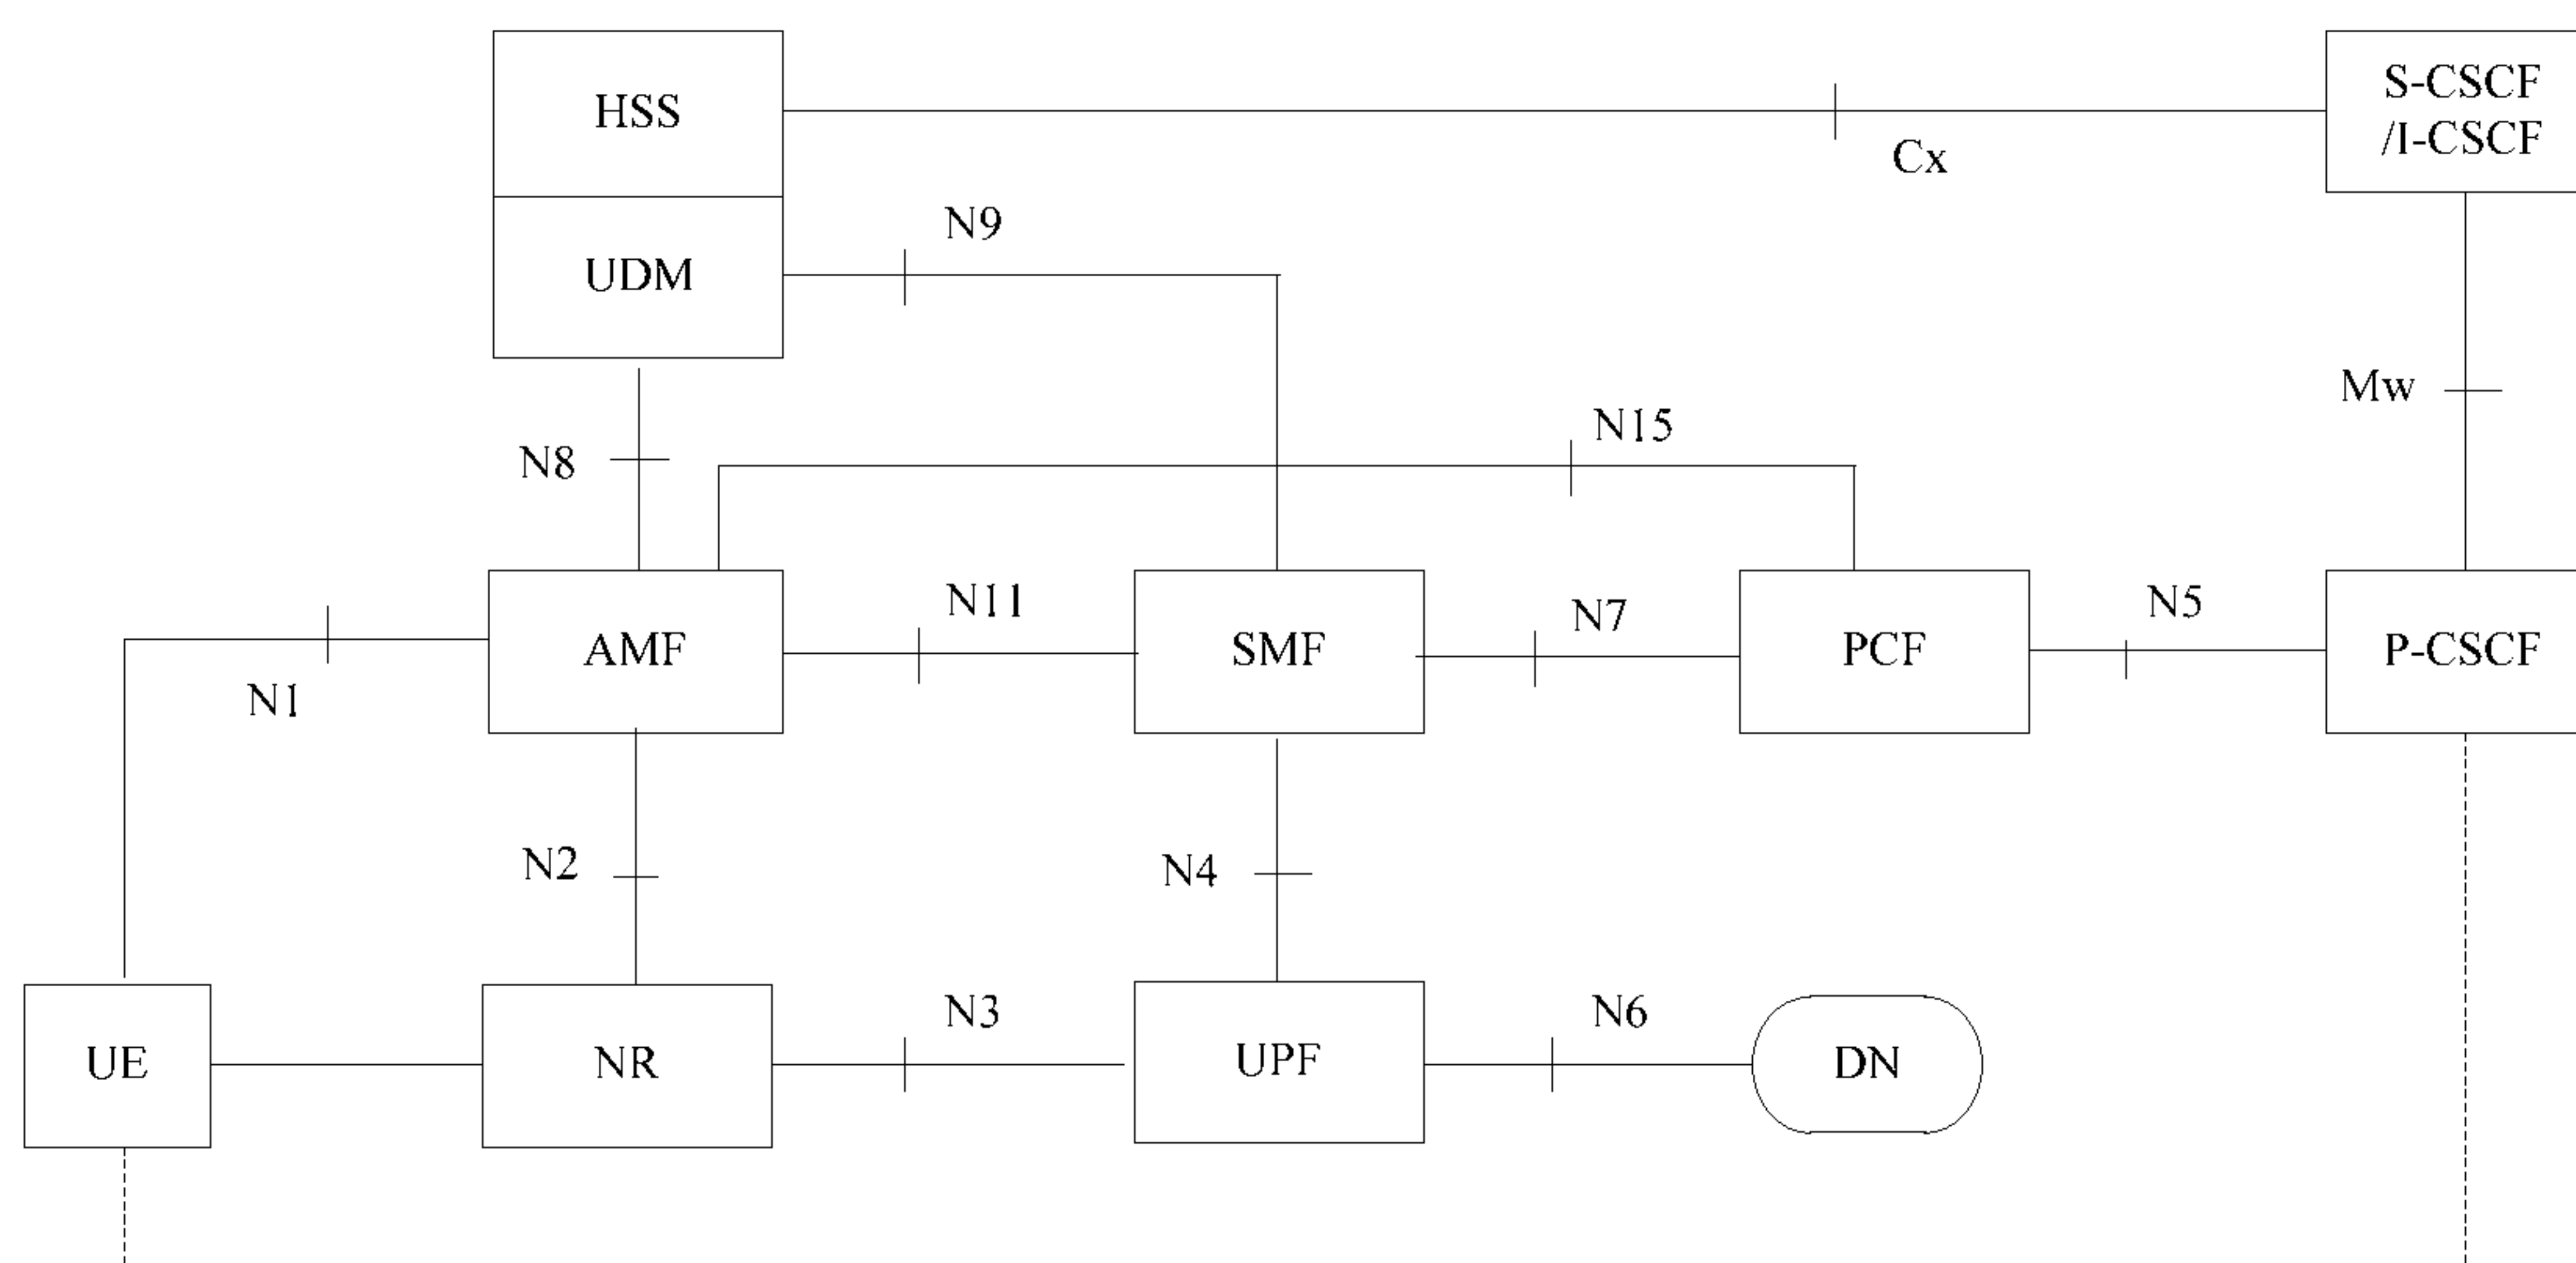 HSS
S-CSCF
/I-CSCF
Cx
N9
UDM
Mw
N15
N8
N11
N7
N5
AMF
SMF
PCF
P-CSCF
N1
N2
N4
N3
N6
UE
NR
UPF
DN